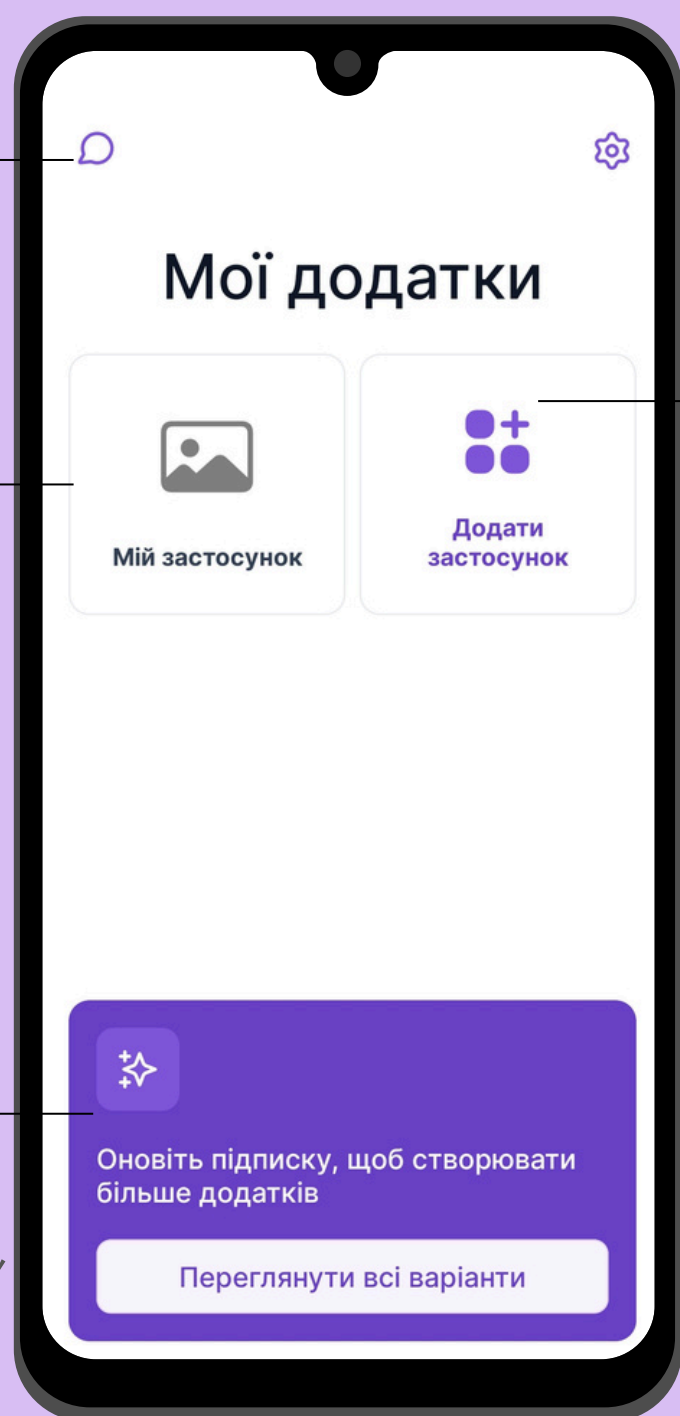 Мої додатки
Мій застосунок
Додати
застосунок
Оновіть підписку, щоб створювати
більше додатків
Переглянути всі варіанти